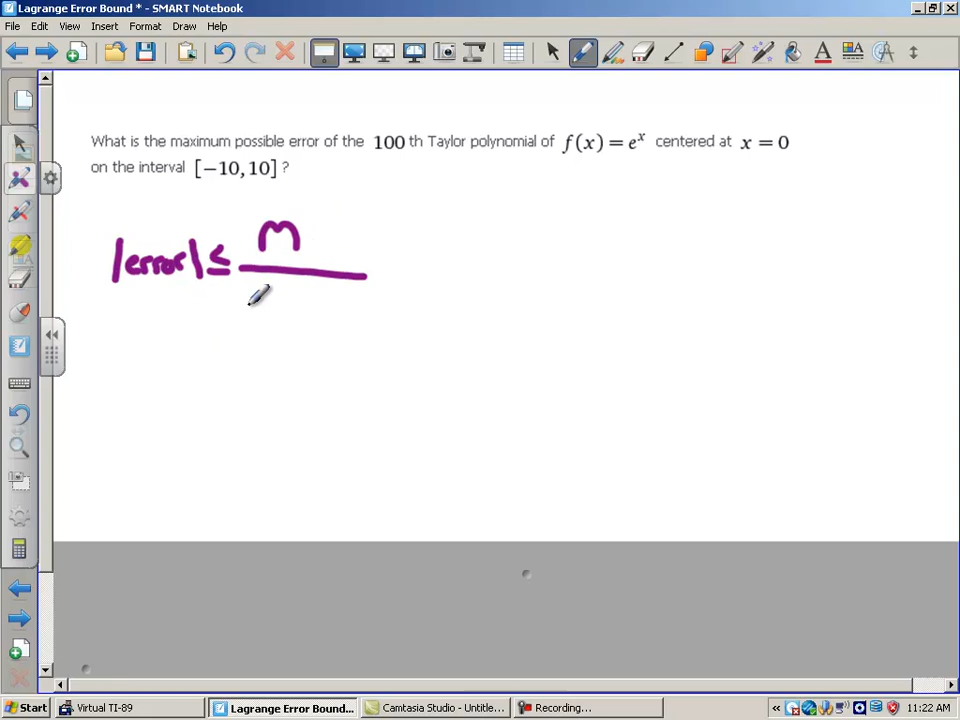 Lagrange Error Bound * - SMART Notebook
File Edit View Insert Format Draw Help
What is the maximum possible error of the 100 th Taylor polynomial of f(x) = e^x centered at x = 0
on the interval [−10, 10] ?
|error| ≤ M
Start Virtual TI-89 Lagrange Error Bound... Camtasia Studio - Untitle... Recording... 11:22 AM